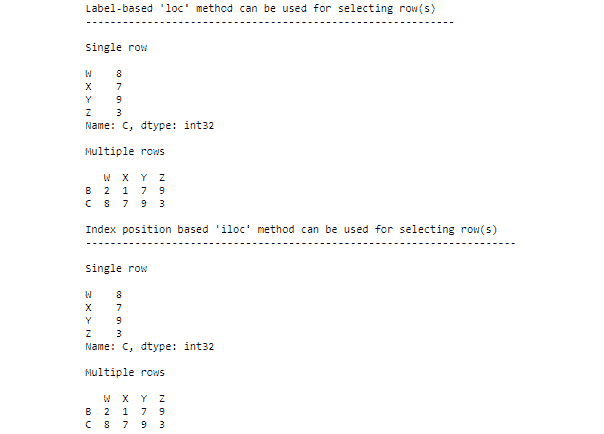 Label-based 'loc' method can be used for selecting row(s)
------------------------------------------------------------
Single row
W    8
X    7
Y    9
Z    3
Name: C, dtype: int32
Multiple rows
   W  X  Y  Z
B  2  1  7  9
C  8  7  9  3
Index position based 'iloc' method can be used for selecting row(s)
----------------------------------------------------------------------
Single row
W    8
X    7
Y    9
Z    3
Name: C, dtype: int32
Multiple rows
   W  X  Y  Z
B  2  1  7  9
C  8  7  9  3